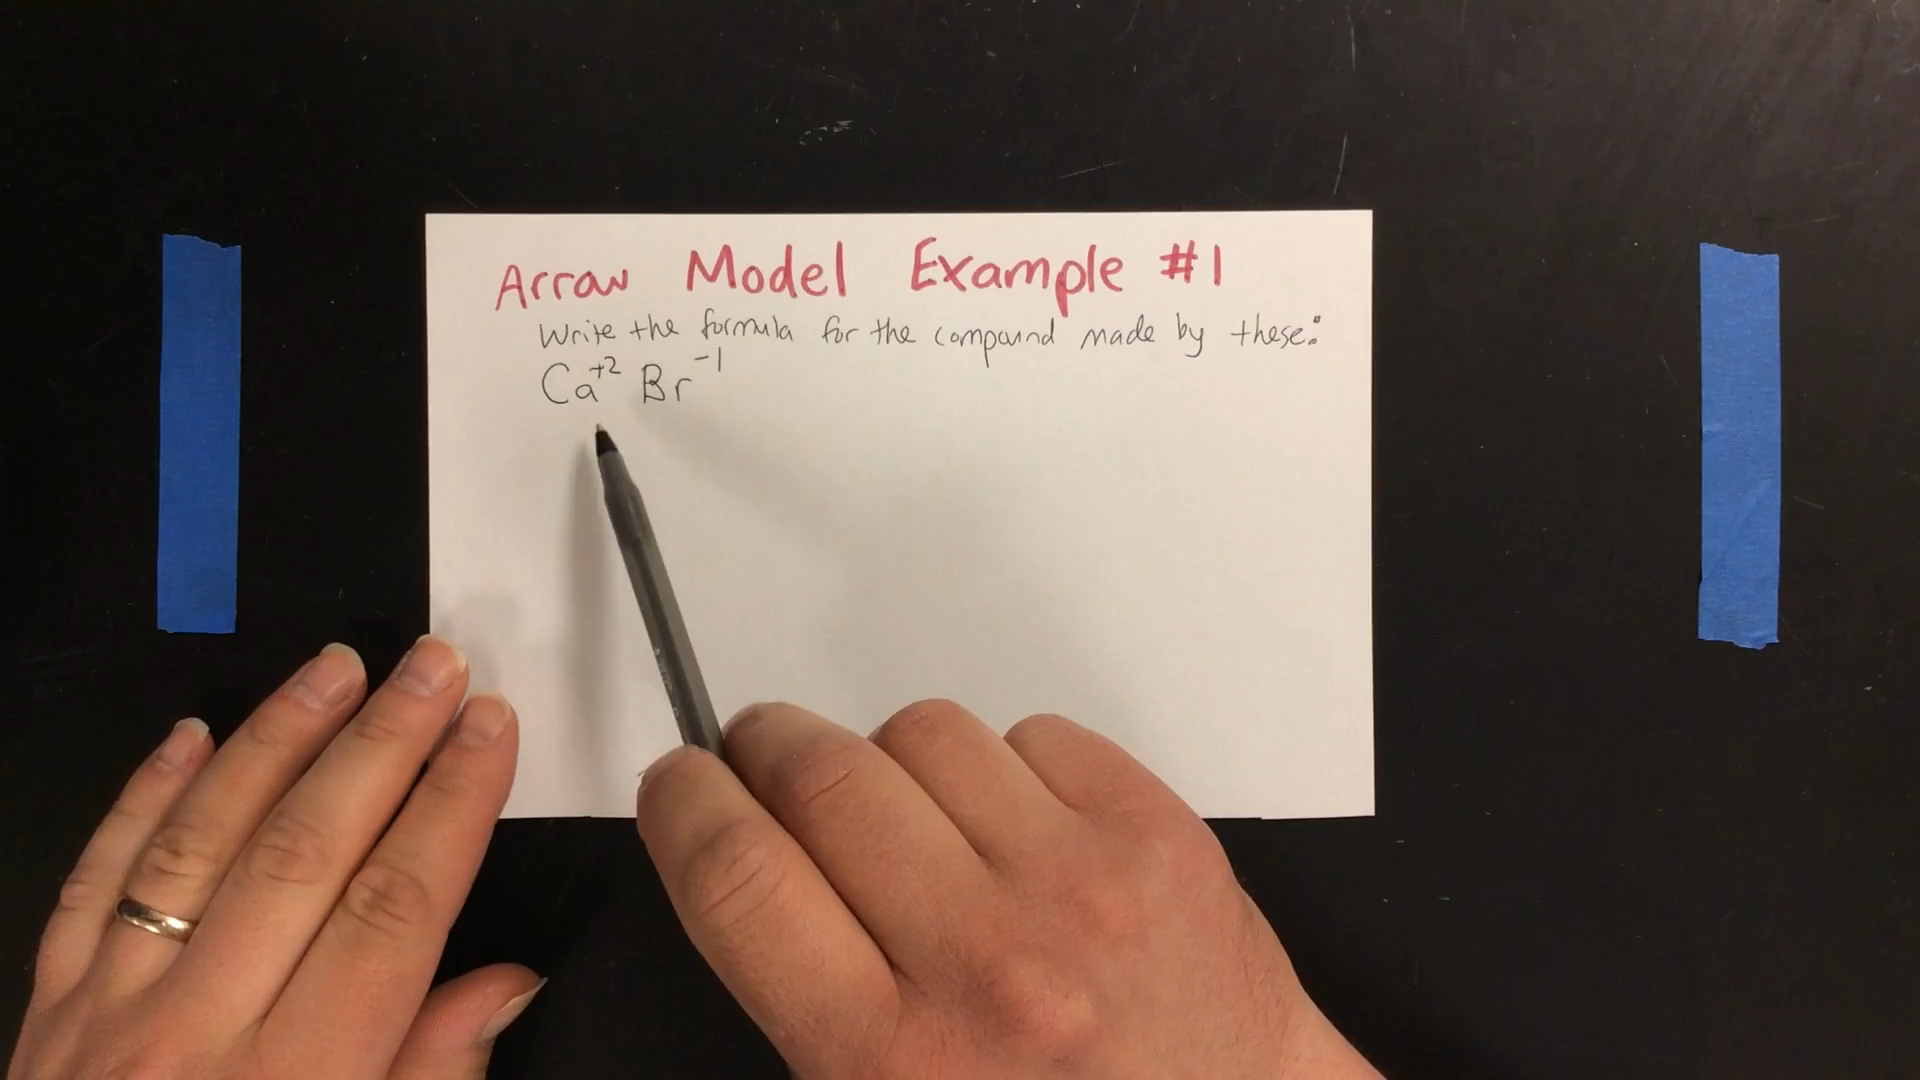 Arrow Model Example #1
Write the formula for the compound made by these:
Ca⁺² Br⁻¹